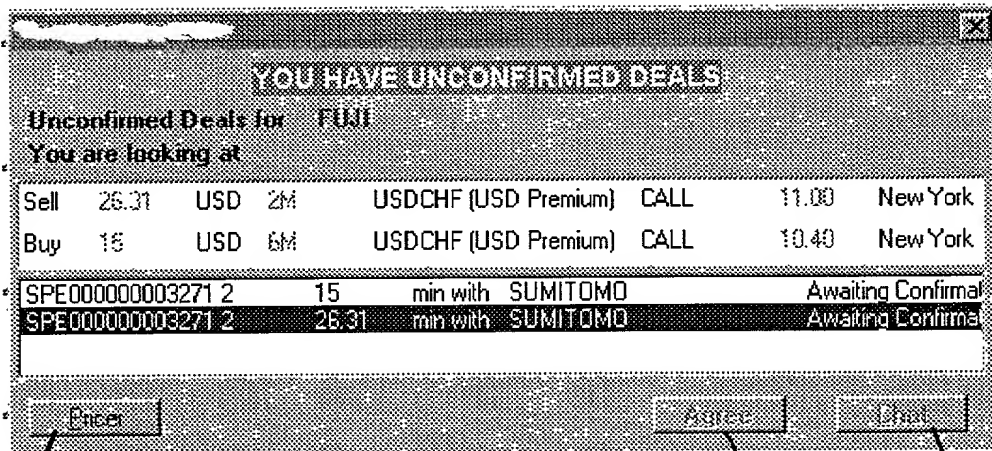 YOU HAVE UNCONFIRMED DEALS
Unconfirmed Deals for FUJI
You are looking at
Sell 26.31 USD 2M USDCHF (USD Premium) CALL 11.00 New York
Buy 15 USD 6M USDCHF (USD Premium) CALL 10.40 New York
SPE000000003271 2 15 min with SUMITOMO Awaiting Confirmat
SPE000000003271 2 26.31 min with SUMITOMO Awaiting Confirmat
Pricer Agree Chat